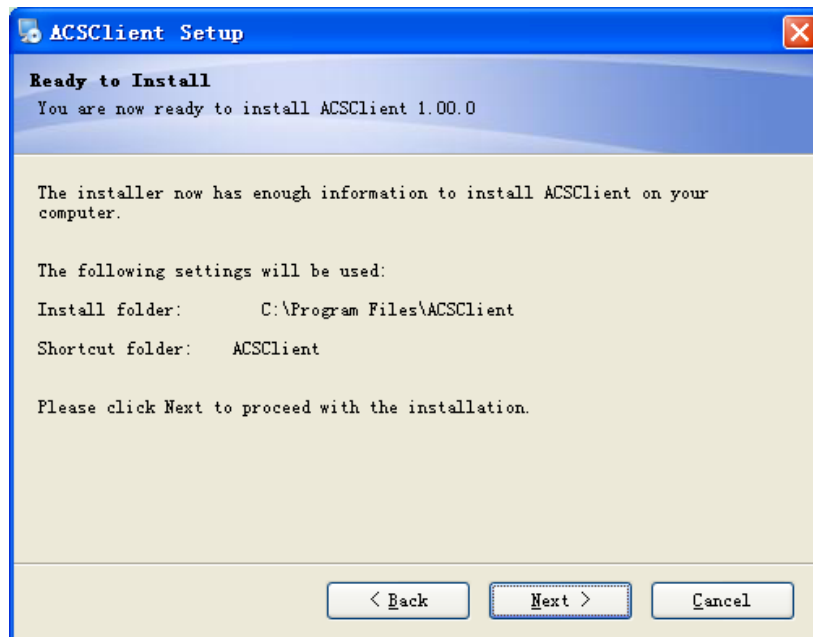 ACSClient Setup
Ready to Install
You are now ready to install ACSClient 1.00.0
The installer now has enough information to install ACSClient on your
computer.
The following settings will be used:
Install folder: C:\Program Files\ACSClient
Shortcut folder: ACSClient
Please click Next to proceed with the installation.
< Back Next > Cancel